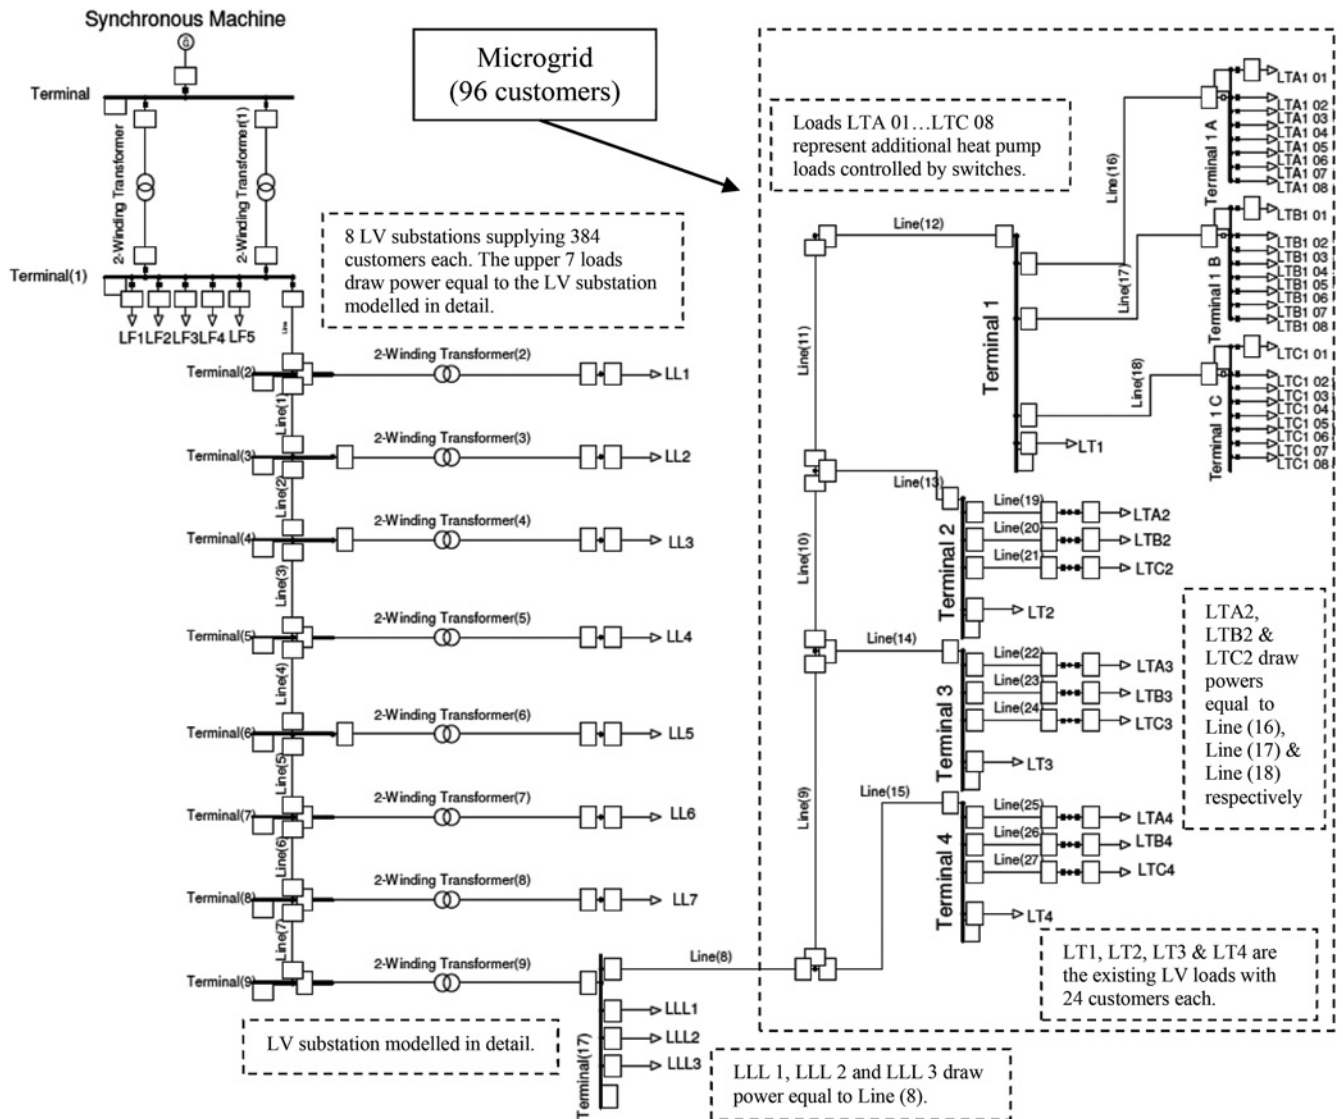 Synchronous Machine
Terminal
2-Winding Transformer
2-Winding Transformer(1)
Terminal(1)
LF1
LF2
LF3
LF4
LF5
Line
8 LV substations supplying 384
customers each. The upper 7 loads
draw power equal to the LV substation
modelled in detail.
Terminal(2)
2-Winding Transformer(2)
LL1
Line(1)
Terminal(3)
2-Winding Transformer(3)
LL2
Line(2)
Terminal(4)
2-Winding Transformer(4)
LL3
Line(3)
Terminal(5)
2-Winding Transformer(5)
LL4
Line(4)
Terminal(6)
2-Winding Transformer(6)
LL5
Line(5)
Terminal(7)
2-Winding Transformer(7)
LL6
Line(6)
Terminal(8)
2-Winding Transformer(8)
LL7
Line(7)
Terminal(9)
2-Winding Transformer(9)
LV substation modelled in detail.
Terminal(17)
Line(8)
LLL1
LLL2
LLL3
LLL 1, LLL 2 and LLL 3 draw
power equal to Line (8).
Microgrid
(96 customers)
Loads LTA 01…LTC 08
represent additional heat pump
loads controlled by switches.
Line(9)
Line(10)
Line(11)
Line(12)
Terminal 1
Line(16)
Line(17)
Line(18)
LT1
Terminal 1 A
LTA1 01
LTA1 02
LTA1 03
LTA1 04
LTA1 05
LTA1 06
LTA1 07
LTA1 08
Terminal 1 B
LTB1 01
LTB1 02
LTB1 03
LTB1 04
LTB1 05
LTB1 06
LTB1 07
LTB1 08
Terminal 1 C
LTC1 01
LTC1 02
LTC1 03
LTC1 04
LTC1 05
LTC1 06
LTC1 07
LTC1 08
Line(13)
Terminal 2
Line(19)
LTA2
Line(20)
LTB2
Line(21)
LTC2
LT2
Line(14)
Terminal 3
Line(22)
LTA3
Line(23)
LTB3
Line(24)
LTC3
LT3
Line(15)
Terminal 4
Line(25)
LTA4
Line(26)
LTB4
Line(27)
LTC4
LT4
LTA2,
LTB2 &
LTC2 draw
powers
equal to
Line (16),
Line (17) &
Line (18)
respectively
LT1, LT2, LT3 & LT4 are
the existing LV loads with
24 customers each.